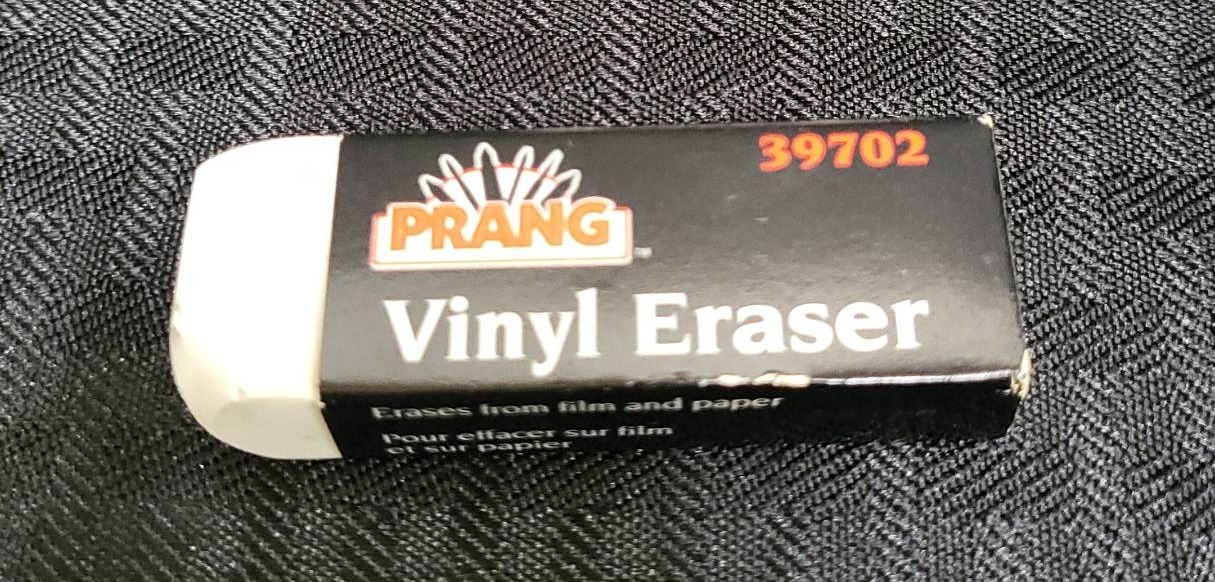 39702
PRANG
Vinyl Eraser
Erases from film and paper
Pour effacer sur film
et sur papier